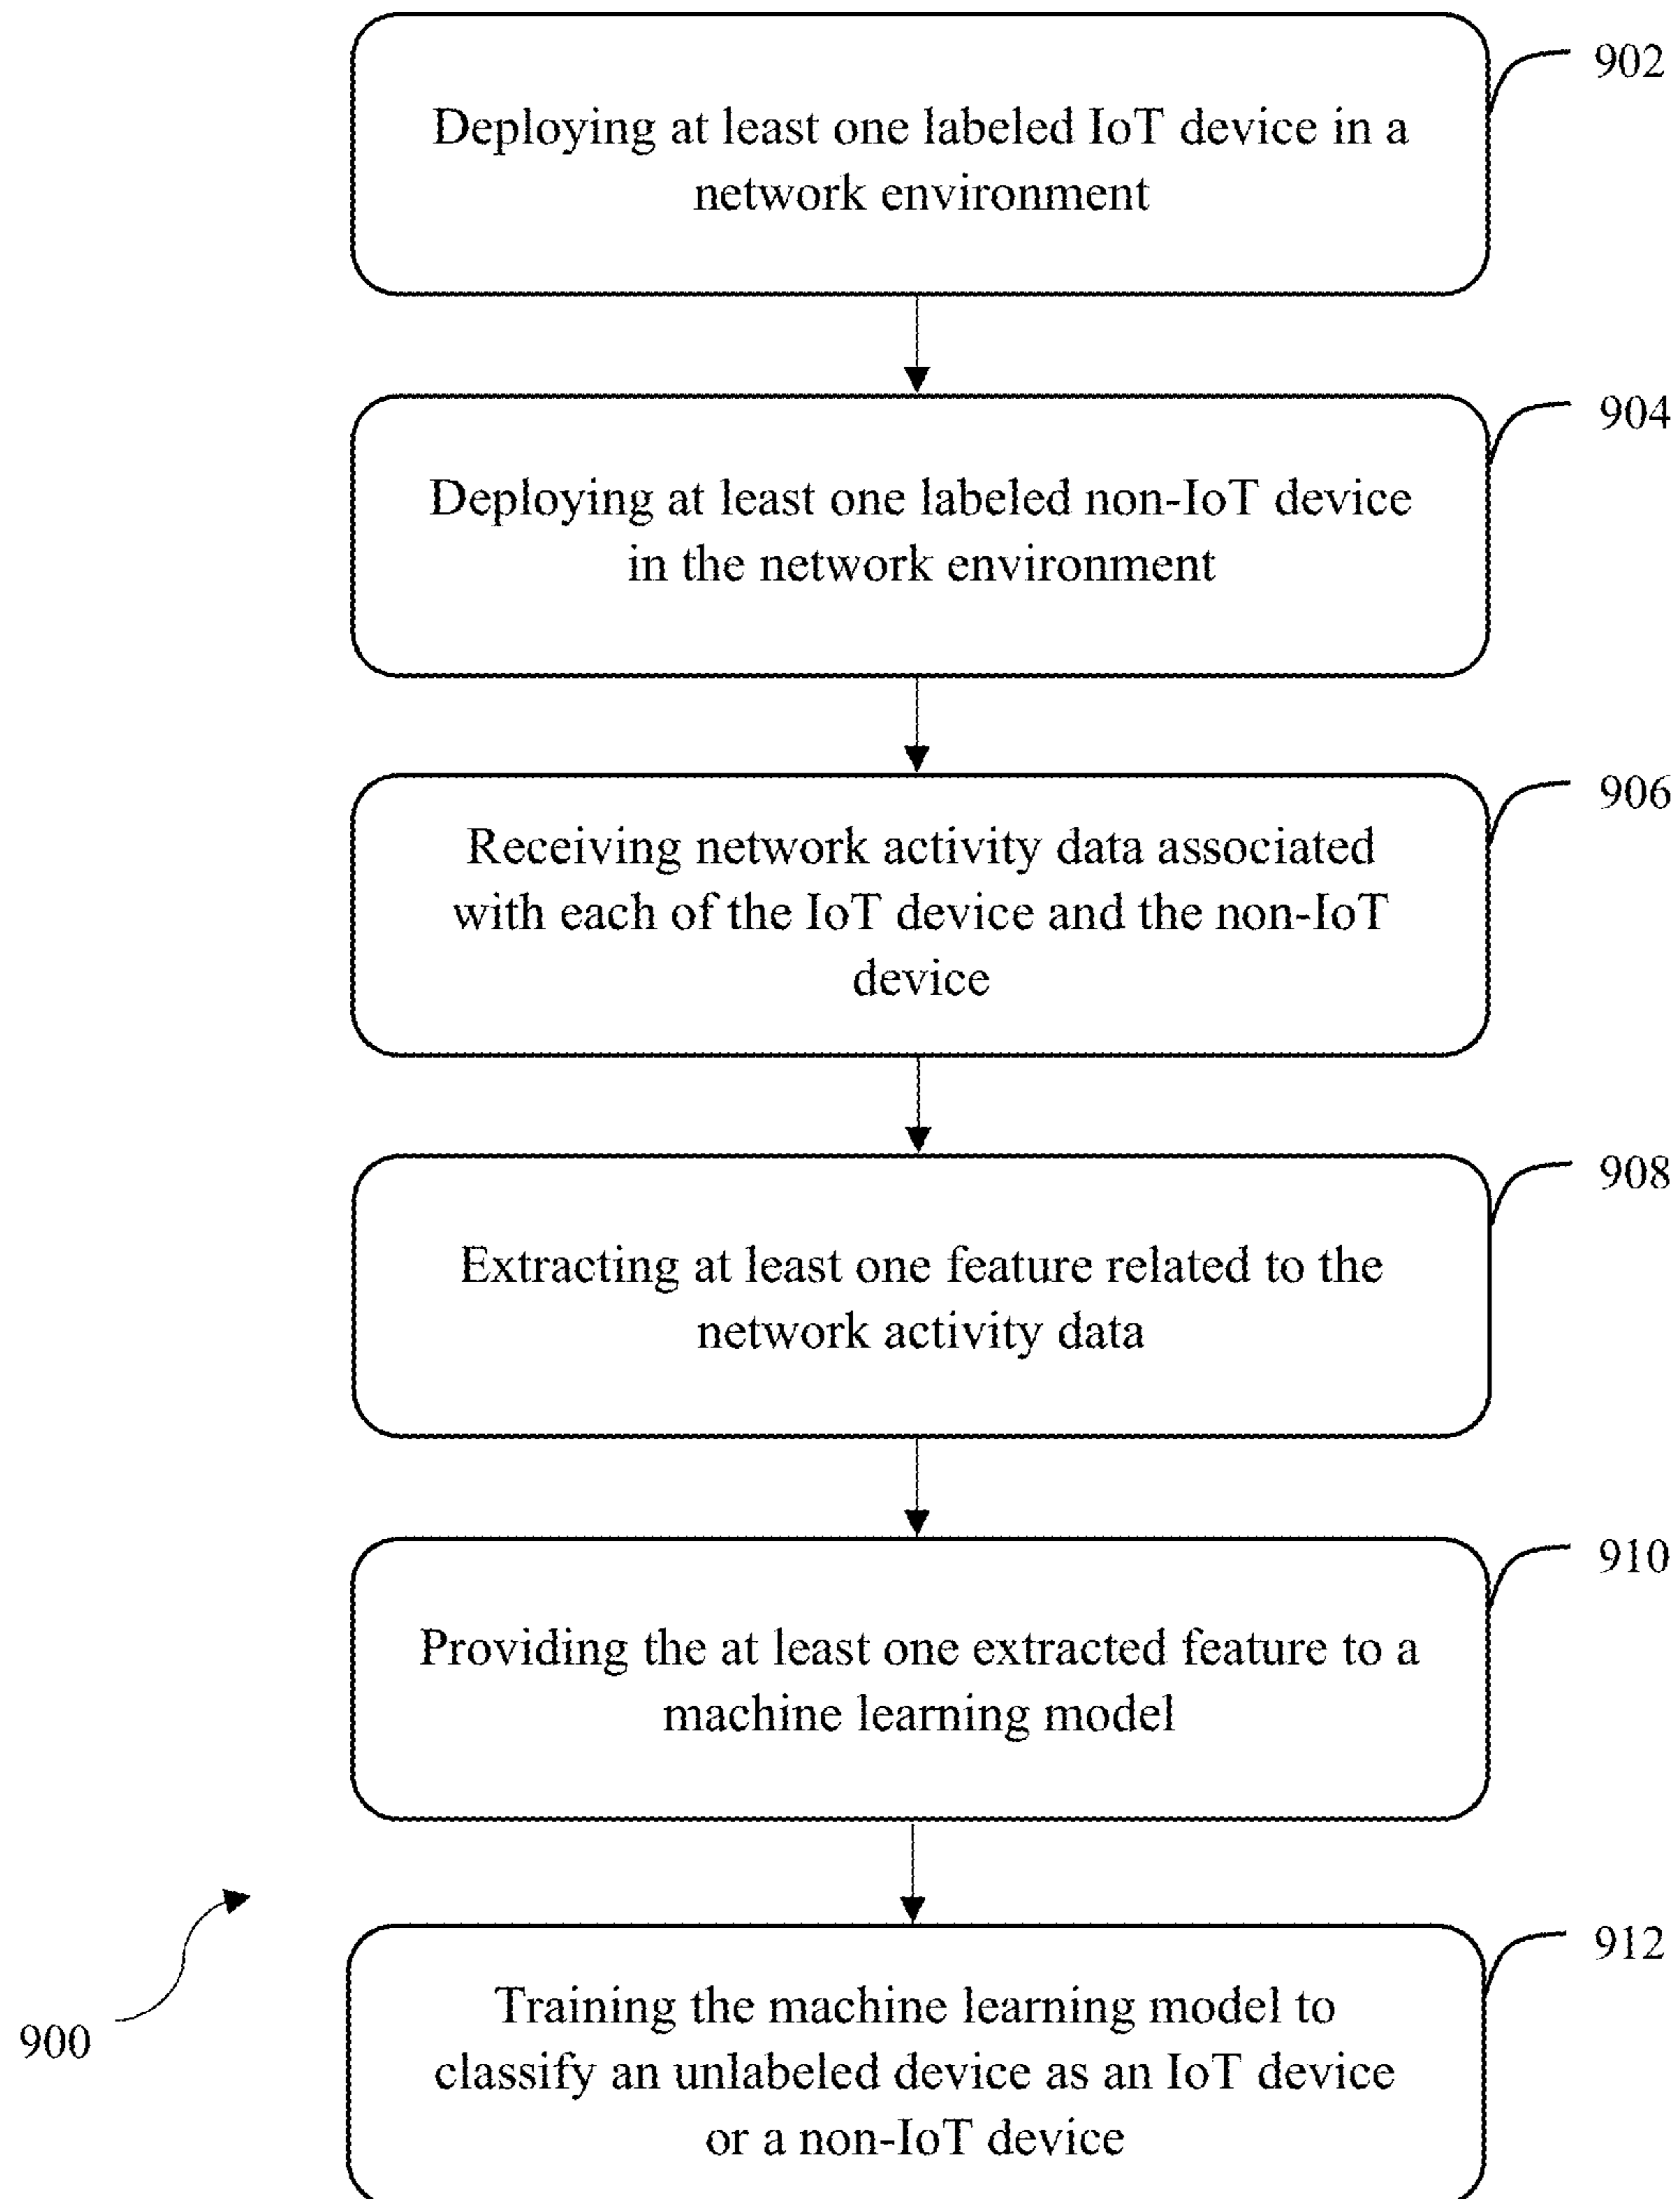 902
Deploying at least one labeled IoT device in a
network environment
904
Deploying at least one labeled non-IoT device
in the network environment
906
Receiving network activity data associated
with each of the IoT device and the non-IoT
device
908
Extracting at least one feature related to the
network activity data
910
Providing the at least one extracted feature to a
machine learning model
912
Training the machine learning model to
classify an unlabeled device as an IoT device
or a non-IoT device
900